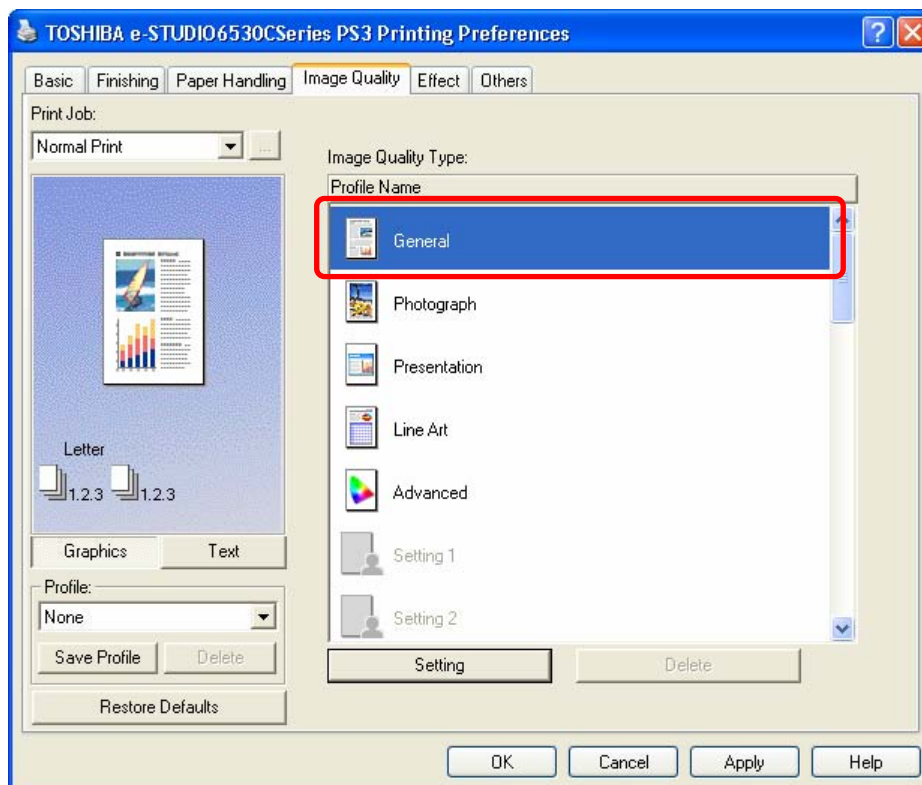 TOSHIBA e-STUDIO6530CSeries PS3 Printing Preferences
Basic Finishing Paper Handling Image Quality Effect Others
Print Job:
Normal Print ...
Letter
1.2.3 1.2.3
Graphics Text
Profile:
None
Save Profile Delete
Restore Defaults
Image Quality Type:
Profile Name
General
Photograph
Presentation
Line Art
Advanced
Setting 1
Setting 2
Setting Delete
OK Cancel Apply Help